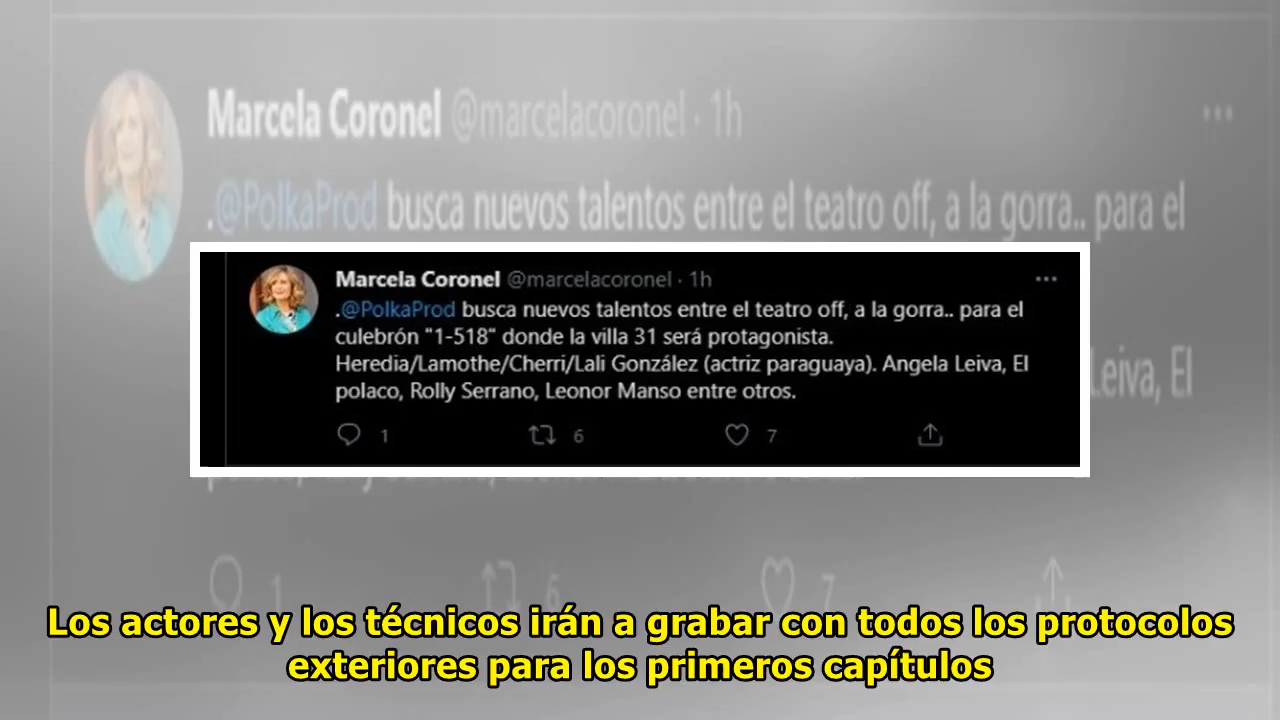 Marcela Coronel @marcelacoronel · 1h
.@PolkaProd busca nuevos talentos entre el teatro off, a la gorra.. para el
Marcela Coronel @marcelacoronel · 1h
.@PolkaProd busca nuevos talentos entre el teatro off, a la gorra.. para el
culebrón "1-518" donde la villa 31 será protagonista.
Heredia/Lamothe/Cherri/Lali González (actriz paraguaya). Angela Leiva, El
polaco, Rolly Serrano, Leonor Manso entre otros.
1 6 7
Leiva, El
1 6 7
Los actores y los técnicos irán a grabar con todos los protocolos
exteriores para los primeros capítulos